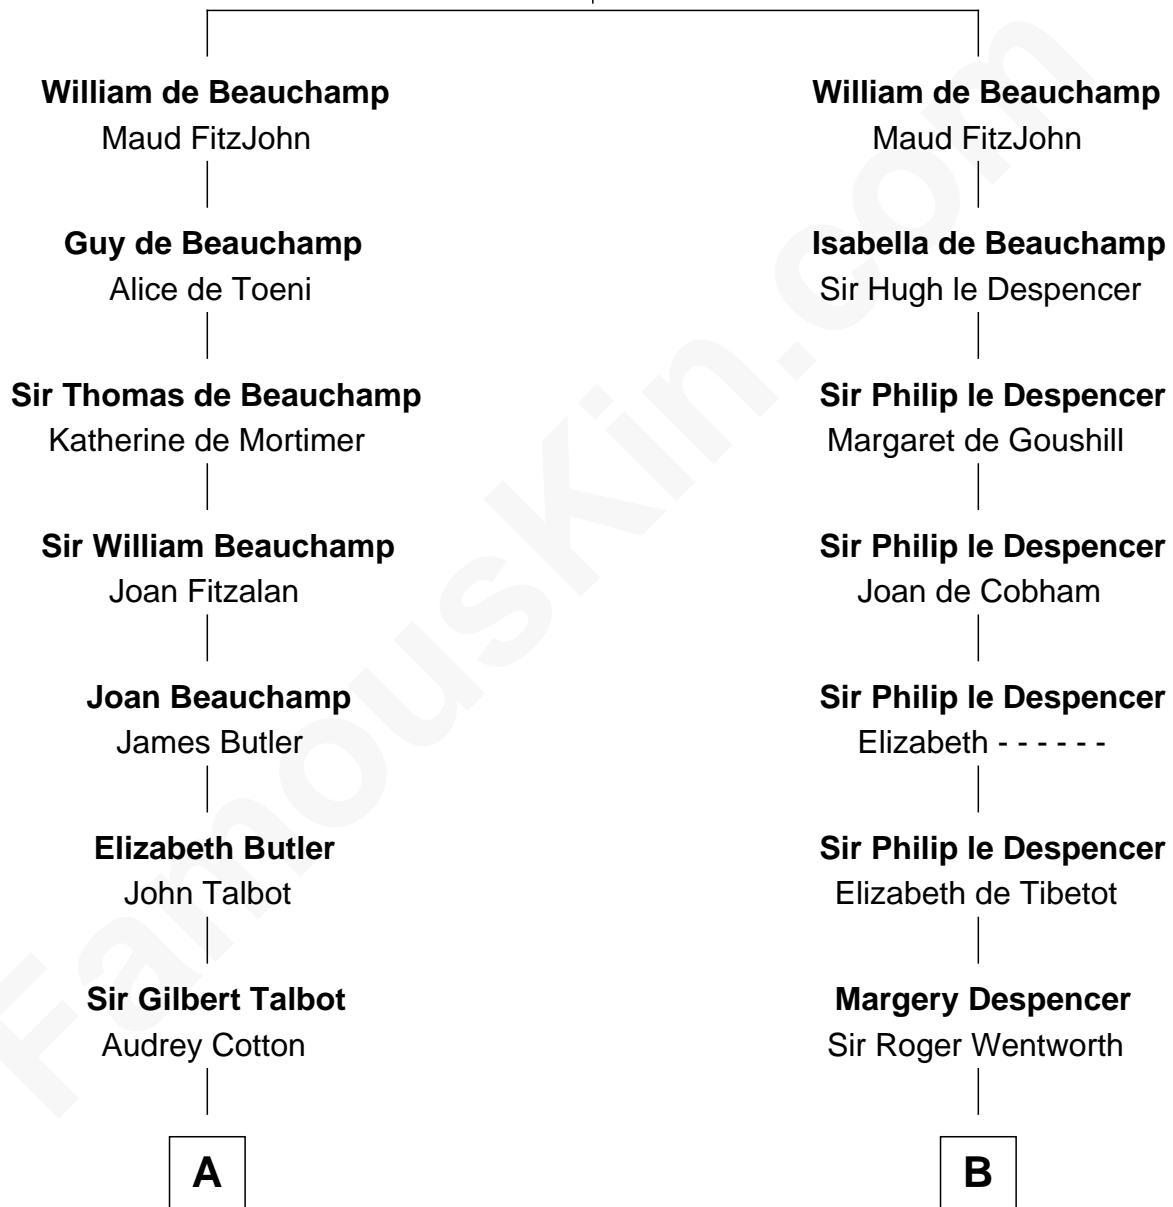 William de Beauchamp
Maud FitzJohn
Guy de Beauchamp
Alice de Toeni
Sir Thomas de Beauchamp
Katherine de Mortimer
Sir William Beauchamp
Joan Fitzalan
Joan Beauchamp
James Butler
Elizabeth Butler
John Talbot
Sir Gilbert Talbot
Audrey Cotton
A
William de Beauchamp
Maud FitzJohn
Isabella de Beauchamp
Sir Hugh le Despencer
Sir Philip le Despencer
Margaret de Goushill
Sir Philip le Despencer
Joan de Cobham
Sir Philip le Despencer
Elizabeth - - - - - -
Sir Philip le Despencer
Elizabeth de Tibetot
Margery Despencer
Sir Roger Wentworth
B
FamousKin.com